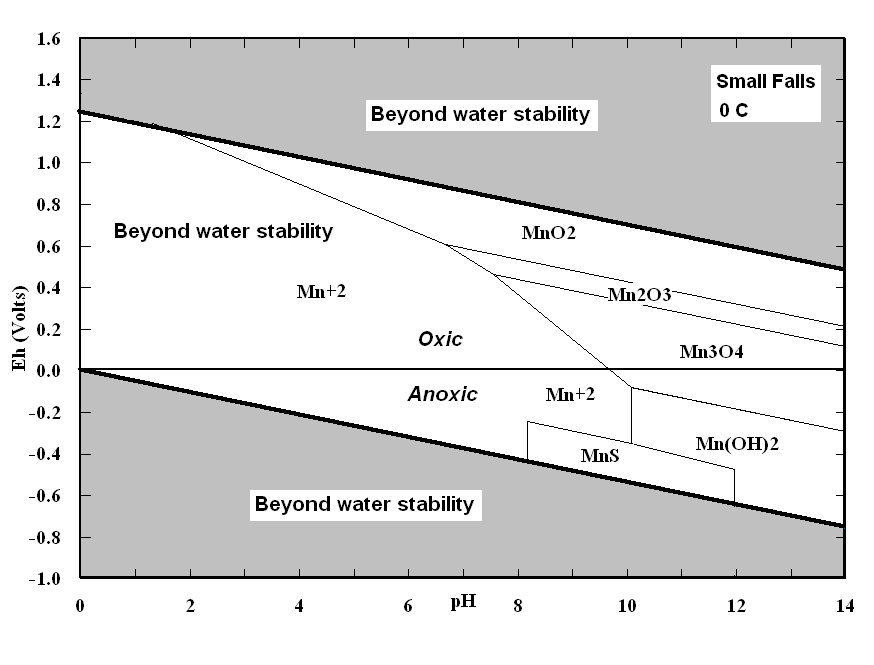 1.6
1.4
1.2
1.0
0.8
0.6
0.4
0.2
0.0
-0.2
-0.4
-0.6
-0.8
-1.0
Eh (Volts)
Small Falls
0 C
Beyond water stability
Beyond water stability
MnO2
Mn+2
Mn2O3
Oxic
Mn3O4
Anoxic
Mn+2
Mn(OH)2
MnS
Beyond water stability
0 2 4 6 8 10 12 14
pH